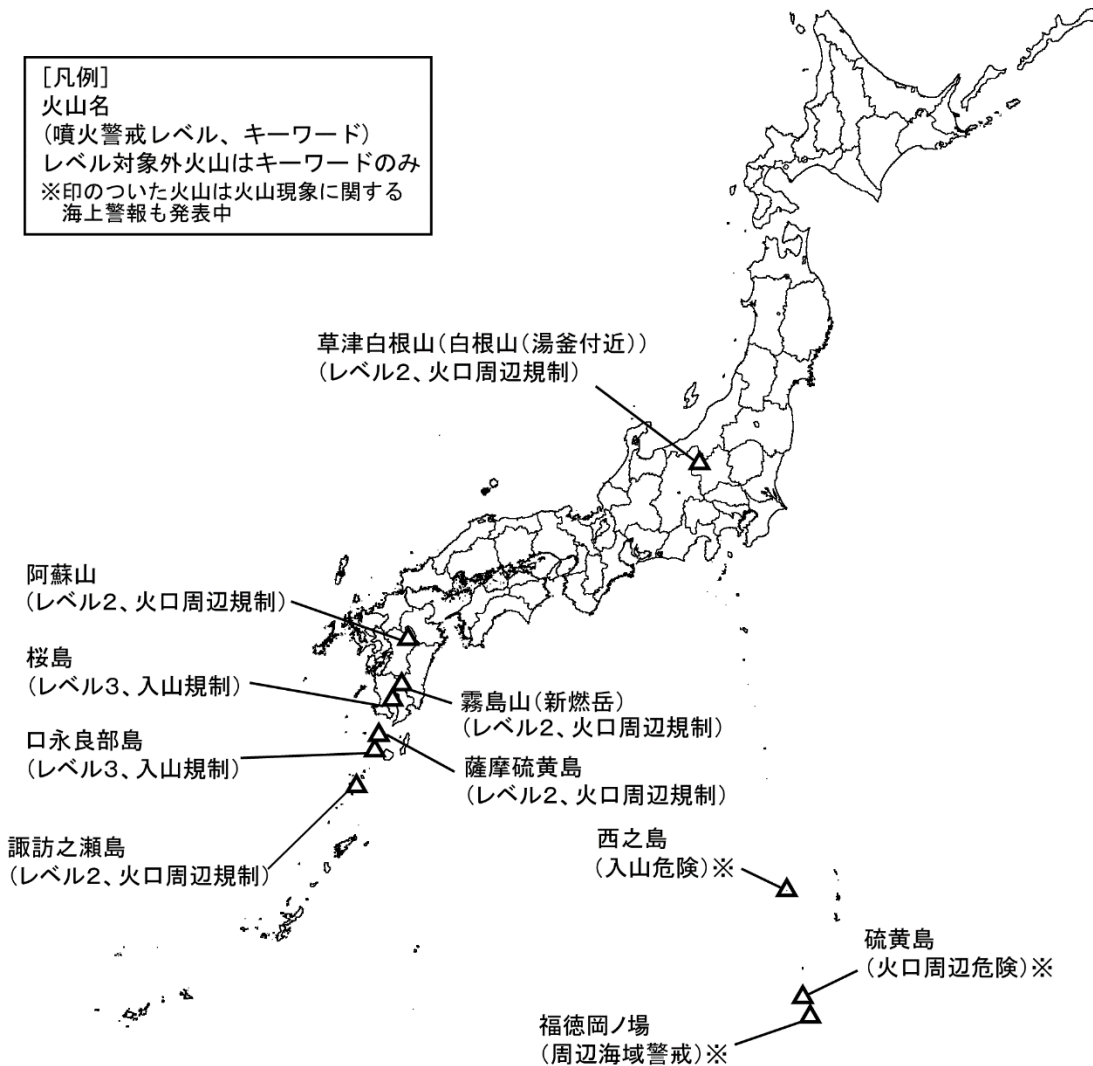 [凡例]
火山名
(噴火警戒レベル、キーワード)
レベル対象外火山はキーワードのみ
※印のついた火山は火山現象に関する
海上警報も発表中
草津白根山(白根山(湯釜付近))
(レベル2、火口周辺規制)
阿蘇山
(レベル2、火口周辺規制)
桜島
(レベル3、入山規制)
霧島山(新燃岳)
(レベル2、火口周辺規制)
口永良部島
(レベル3、入山規制)
薩摩硫黄島
(レベル2、火口周辺規制)
諏訪之瀬島
(レベル2、火口周辺規制)
西之島
(入山危険)※
硫黄島
(火口周辺危険)※
福徳岡ノ場
(周辺海域警戒)※